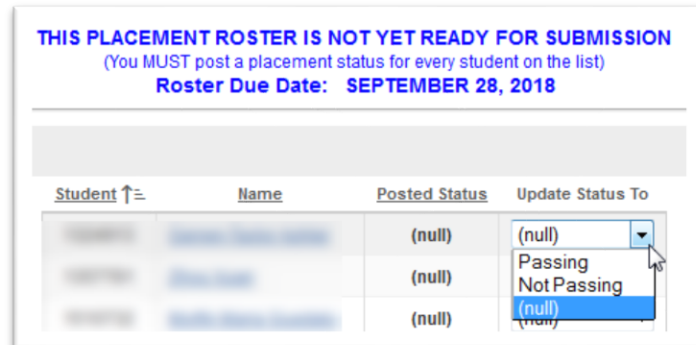 THIS PLACEMENT ROSTER IS NOT YET READY FOR SUBMISSION
(You MUST post a placement status for every student on the list)
Roster Due Date: SEPTEMBER 28, 2018
Student Name Posted Status Update Status To
(null) (null)
Passing
(null) Not Passing
(null)
(null) (null)